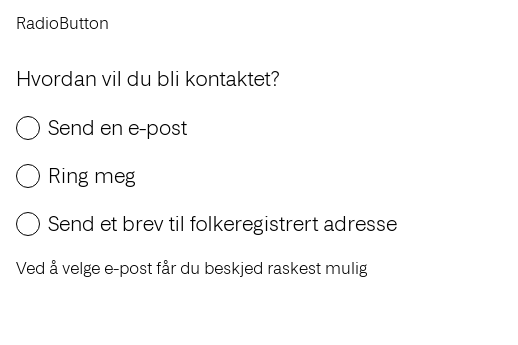 RadioButton
Hvordan vil du bli kontaktet?
Send en e-post
Ring meg
Send et brev til folkeregistrert adresse
Ved å velge e-post får du beskjed raskest mulig